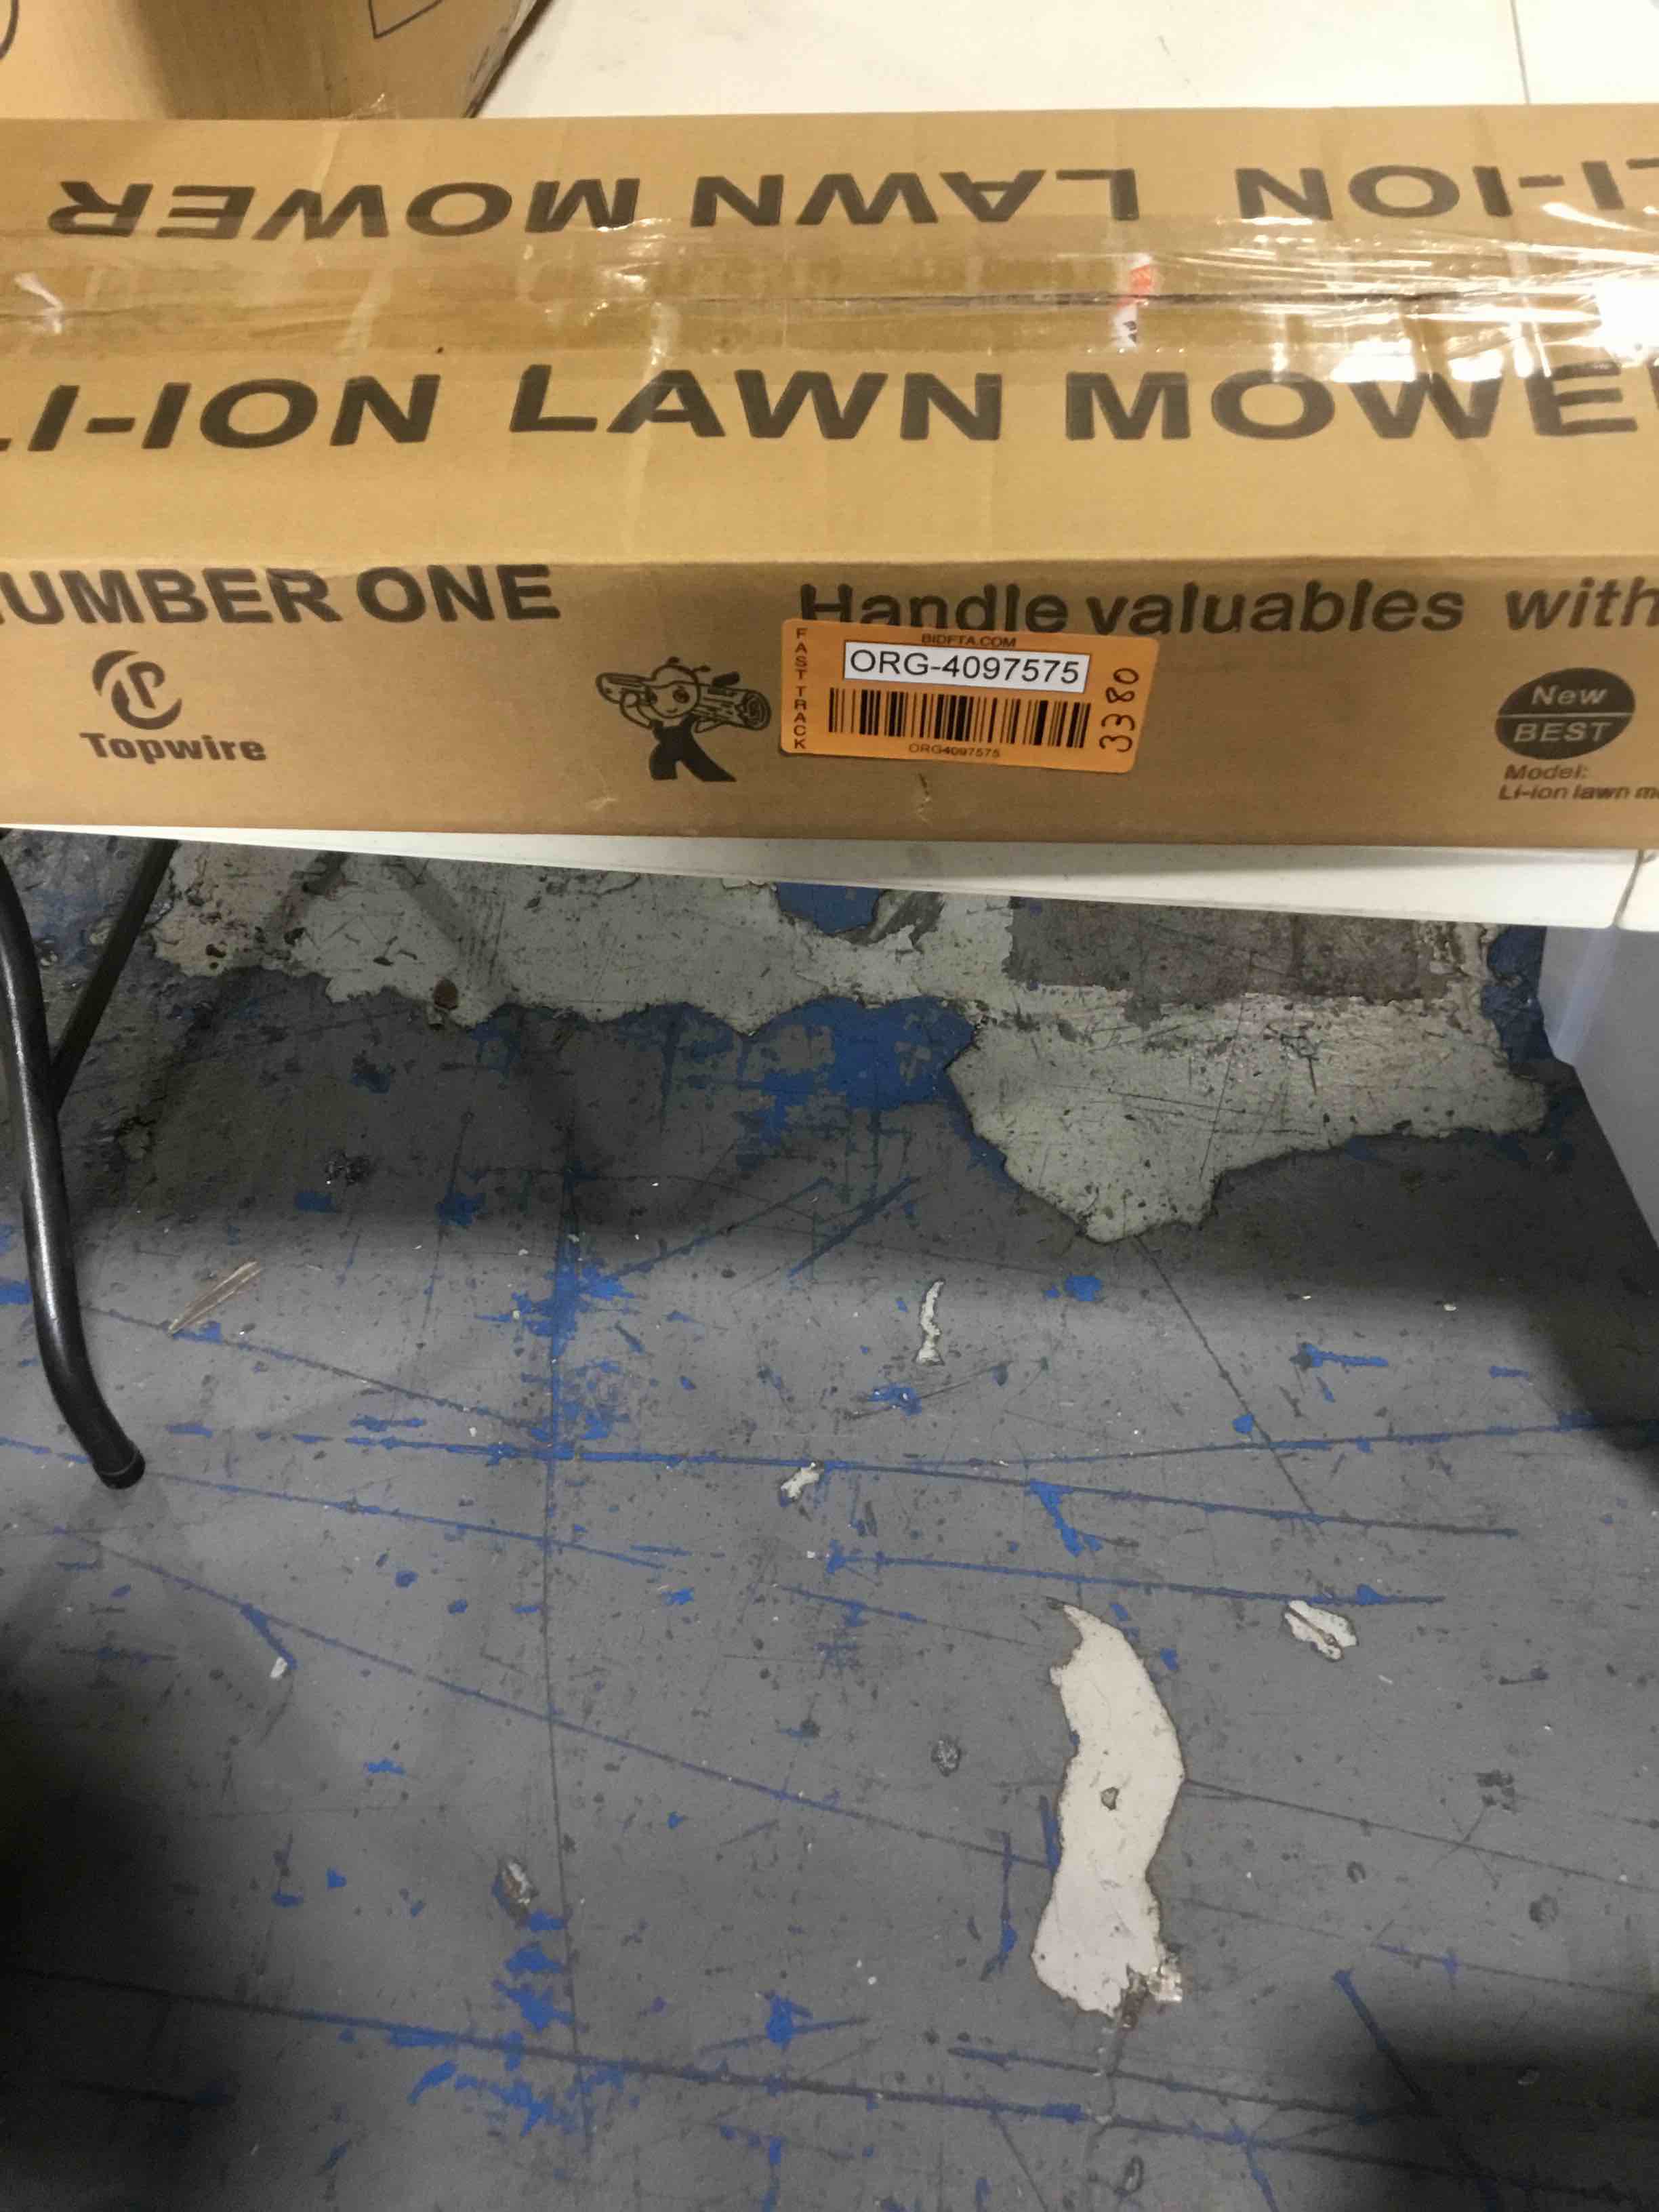 LI-ION LAWN MOWER
LI-ION LAWN MOWE
UMBER ONE
Handle valuables with
Topwire
FAST TRACK
BIDFTA.COM
ORG-4097575
ORG4097575
3380
New
BEST
Model:
Li-ion lawn m